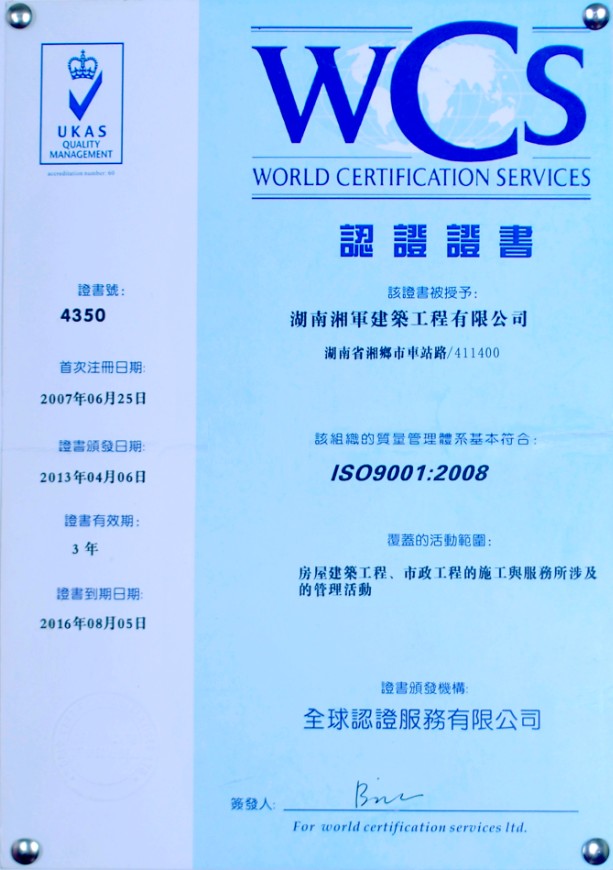 UKAS
QUALITY
MANAGEMENT
WCS
WORLD CERTIFICATION SERVICES
認證證書
證書號:
4350
首次注冊日期:
2007年06月25日
證書頒發日期:
2013年04月06日
證書有效期:
3 年
證書到期日期:
2016年08月05日
該證書被授予:
湖南湘軍建築工程有限公司
湖南省湘鄉市車站路/411400
該組織的質量管理體系基本符合:
ISO9001:2008
覆蓋的活動範圍:
房屋建築工程、市政工程的施工與服務所涉及
的管理活動
證書頒發機構:
全球認證服務有限公司
簽發人:
For world certification services ltd.